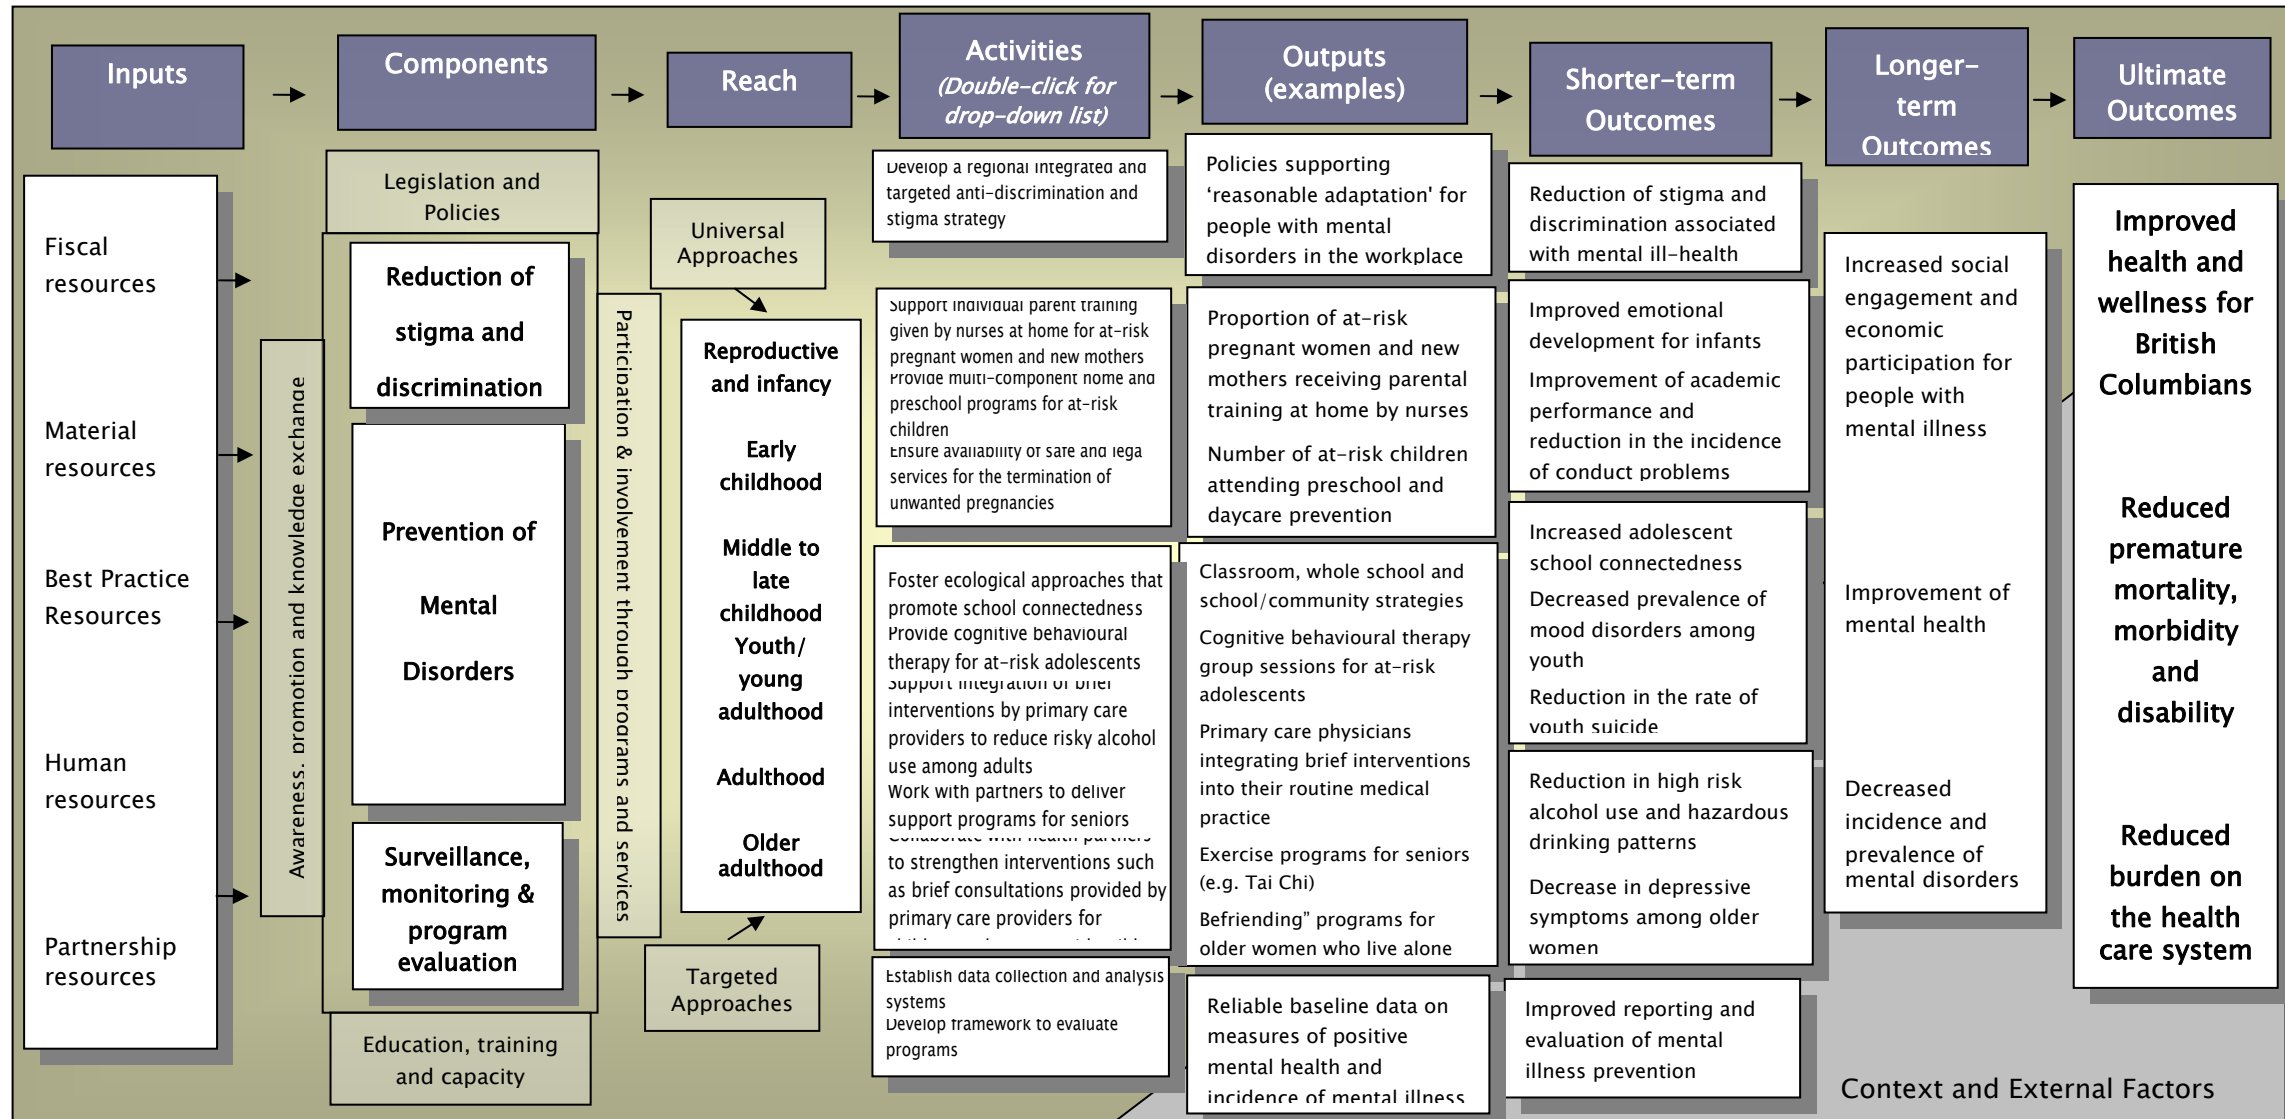 Inputs
Components
Reach
Activities
(Double-click for
drop-down list)
Outputs
(examples)
Shorter-term
Outcomes
Longer-
term
Outcomes
Ultimate
Outcomes
Fiscal
resources
Material
resources
Best Practice
Resources
Human
resources
Partnership
resources
Awareness, promotion and knowledge exchange
Legislation and
Policies
Reduction of
stigma and
discrimination
Prevention of
Mental
Disorders
Surveillance,
monitoring &
program
evaluation
Education, training
and capacity
Participation & involvement through programs and services
Universal
Approaches
Reproductive
and infancy
Early
childhood
Middle to
late
childhood
Youth/
young
adulthood
Adulthood
Older
adulthood
Targeted
Approaches
Develop a regional integrated and
targeted anti-discrimination and
stigma strategy
Support individual parent training
given by nurses at home for at-risk
pregnant women and new mothers
Provide multi-component home and
preschool programs for at-risk
children
Ensure availability of safe and lega
services for the termination of
unwanted pregnancies
Foster ecological approaches that
promote school connectedness
Provide cognitive behavioural
therapy for at-risk adolescents
Support integration of brief
interventions by primary care
providers to reduce risky alcohol
use among adults
Work with partners to deliver
support programs for seniors
Collaborate with health partners
to strengthen interventions such
as brief consultations provided by
primary care providers for
Establish data collection and analysis
systems
Develop framework to evaluate
programs
Policies supporting
‘reasonable adaptation' for
people with mental
disorders in the workplace
Proportion of at-risk
pregnant women and new
mothers receiving parental
training at home by nurses
Number of at-risk children
attending preschool and
daycare prevention
Classroom, whole school and
school/community strategies
Cognitive behavioural therapy
group sessions for at-risk
adolescents
Primary care physicians
integrating brief interventions
into their routine medical
practice
Exercise programs for seniors
(e.g. Tai Chi)
Befriending” programs for
older women who live alone
Reliable baseline data on
measures of positive
mental health and
incidence of mental illness
Reduction of stigma and
discrimination associated
with mental ill-health
Improved emotional
development for infants
Improvement of academic
performance and
reduction in the incidence
of conduct problems
Increased adolescent
school connectedness
Decreased prevalence of
mood disorders among
youth
Reduction in the rate of
youth suicide
Reduction in high risk
alcohol use and hazardous
drinking patterns
Decrease in depressive
symptoms among older
women
Improved reporting and
evaluation of mental
illness prevention
Increased social
engagement and
economic
participation for
people with
mental illness
Improvement of
mental health
Decreased
incidence and
prevalence of
mental disorders
Improved
health and
wellness for
British
Columbians
Reduced
premature
mortality,
morbidity
and
disability
Reduced
burden on
the health
care system
Context and External Factors